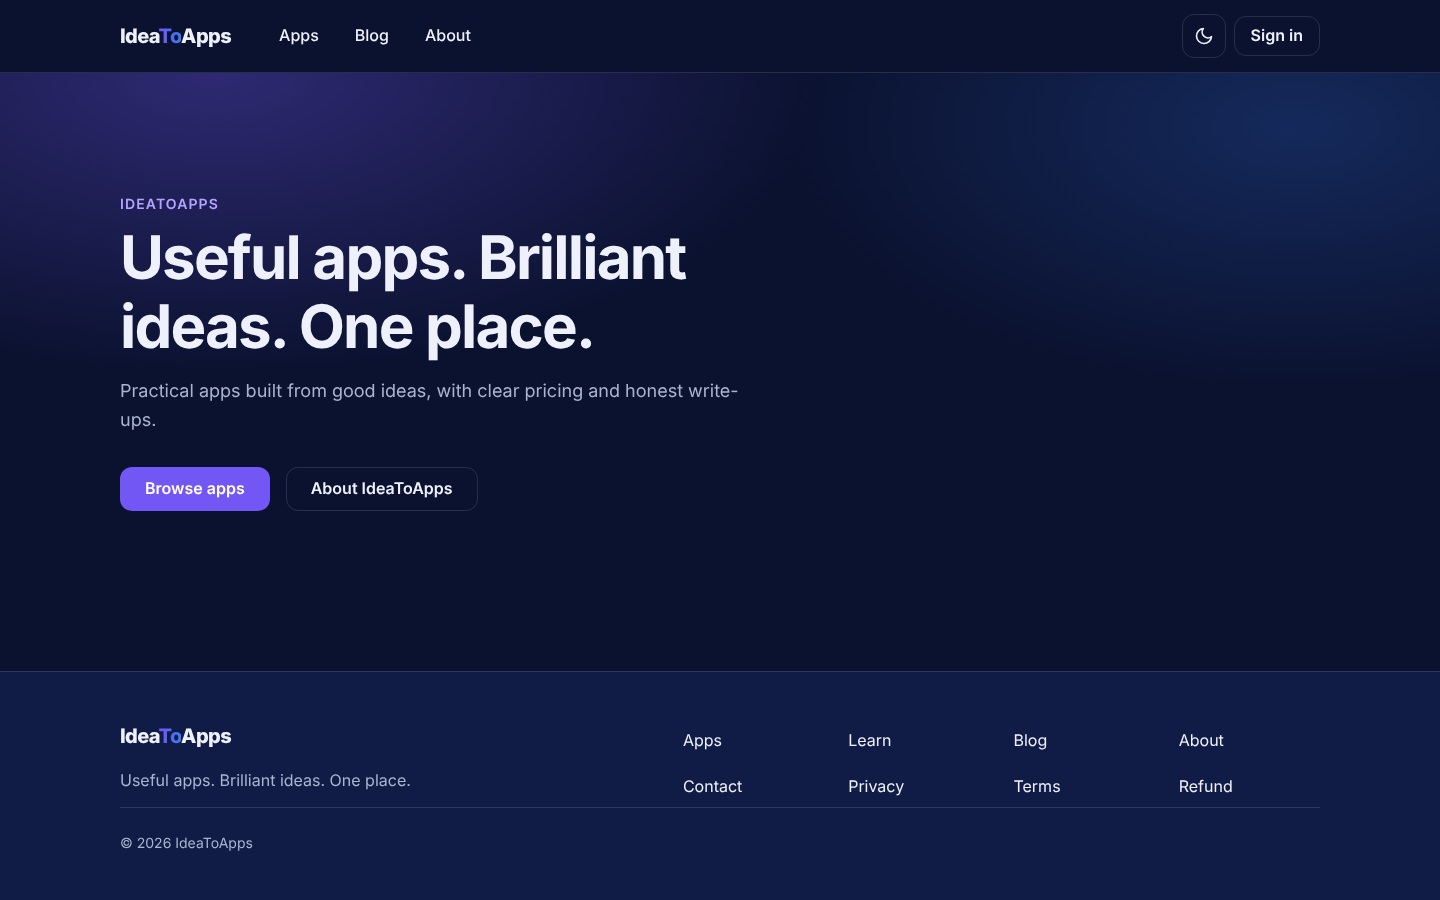 IdeaToApps
Apps
Blog
About
Sign in
IDEATOAPPS
Useful apps. Brilliant
ideas. One place.
Practical apps built from good ideas, with clear pricing and honest write-
ups.
Browse apps
About IdeaToApps
IdeaToApps
Useful apps. Brilliant ideas. One place.
Apps
Learn
Blog
About
Contact
Privacy
Terms
Refund
© 2026 IdeaToApps